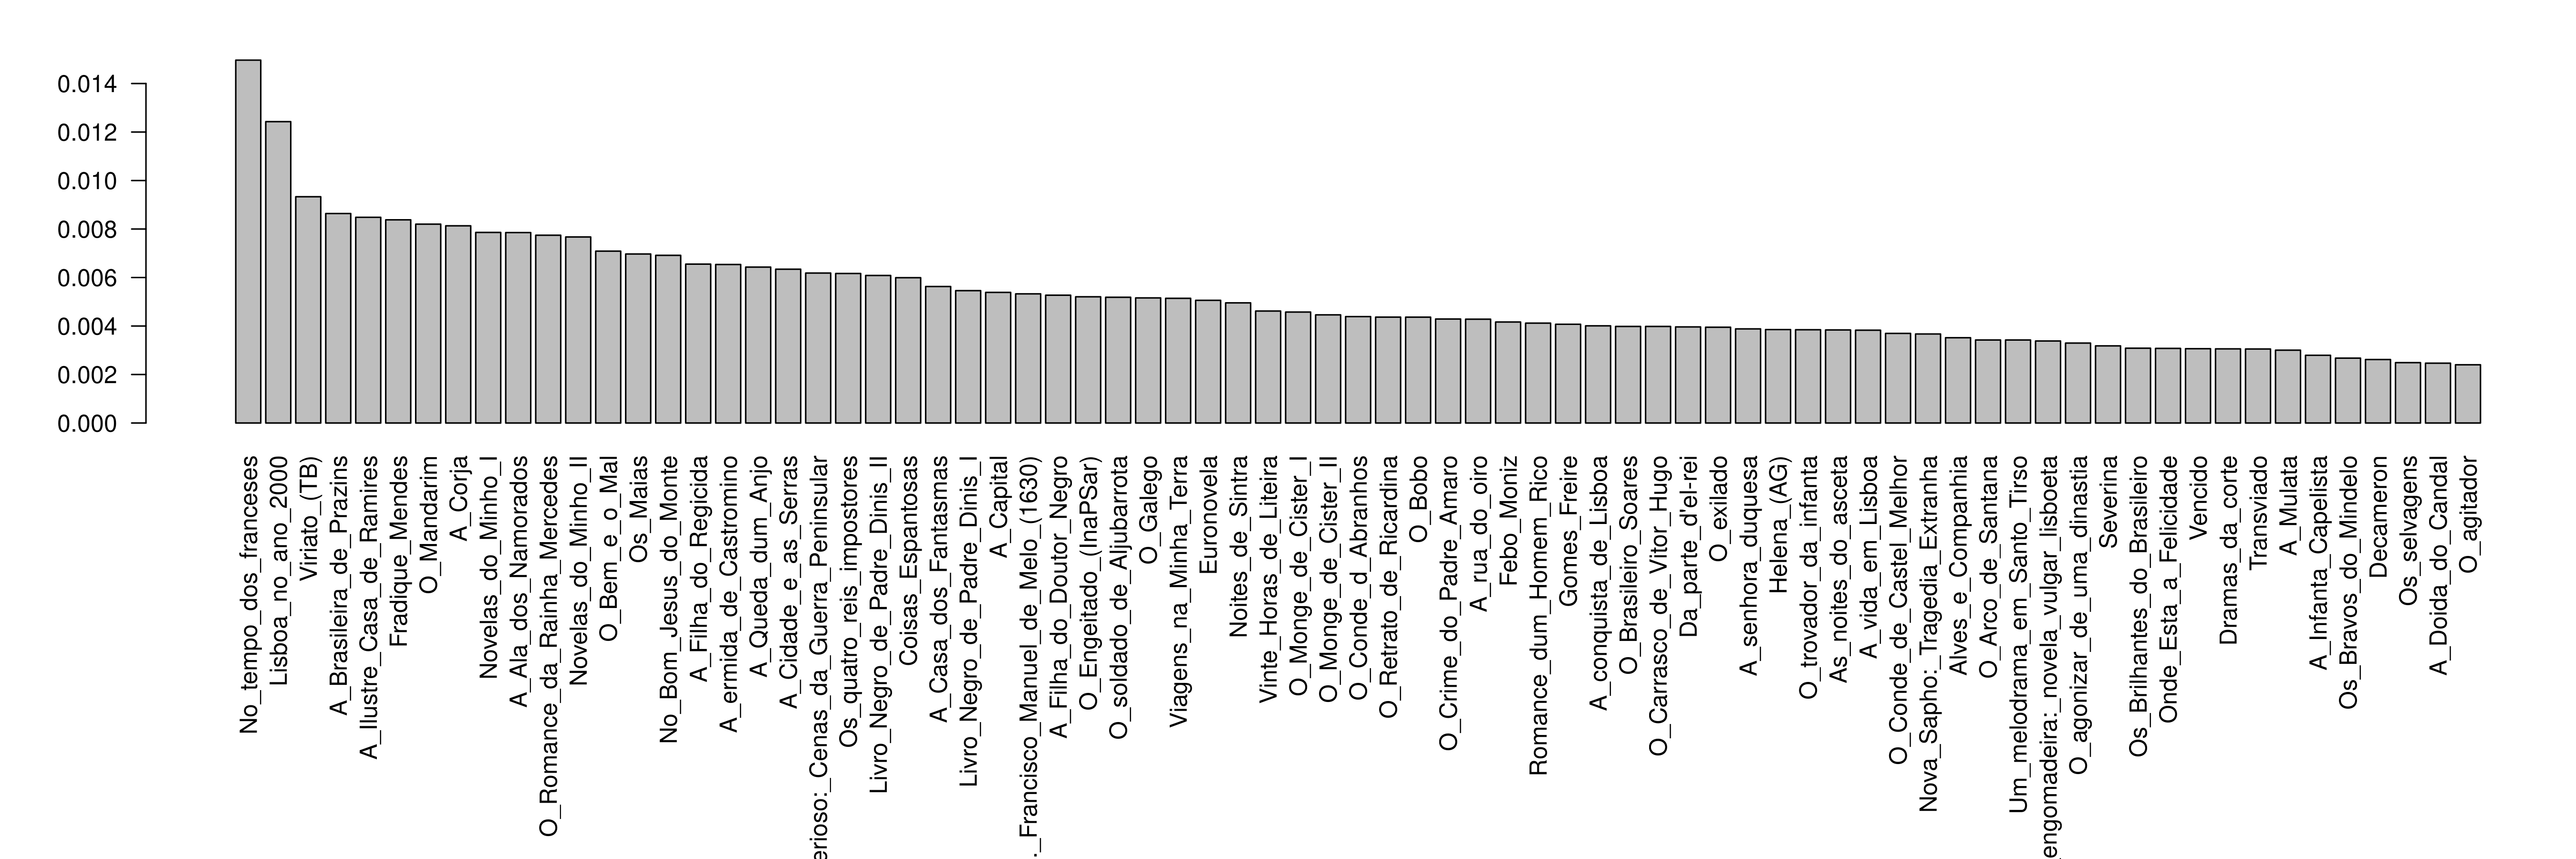 0.014
0.012
0.010
0.008
0.006
0.004
0.002
0.000
No_tempo_dos_franceses
Lisboa_no_ano_2000
Viriato_(TB)
A_Brasileira_de_Prazins
A_Ilustre_Casa_de_Ramires
Fradique_Mendes
O_Mandarim
A_Corja
Novelas_do_Minho_I
A_Ala_dos_Namorados
O_Romance_da_Rainha_Mercedes
Novelas_do_Minho_II
O_Bem_e_o_Mal
Os_Maias
No_Bom_Jesus_do_Monte
A_Filha_do_Regicida
A_ermida_de_Castromino
A_Queda_dum_Anjo
A_Cidade_e_as_Serras
erioso:_Cenas_da_Guerra_Peninsular
Os_quatro_reis_impostores
Livro_Negro_de_Padre_Dinis_II
Coisas_Espantosas
A_Casa_dos_Fantasmas
Livro_Negro_de_Padre_Dinis_I
A_Capital
._Francisco_Manuel_de_Melo_(1630)
A_Filha_do_Doutor_Negro
O_Engeitado_(InaPSar)
O_soldado_de_Aljubarrota
O_Galego
Viagens_na_Minha_Terra
Euronovela
Noites_de_Sintra
Vinte_Horas_de_Liteira
O_Monge_de_Cister_I
O_Monge_de_Cister_II
O_Conde_d_Abranhos
O_Retrato_de_Ricardina
O_Bobo
O_Crime_do_Padre_Amaro
A_rua_do_oiro
Febo_Moniz
Romance_dum_Homem_Rico
Gomes_Freire
A_conquista_de_Lisboa
O_Brasileiro_Soares
O_Carrasco_de_Vitor_Hugo
Da_parte_d'el-rei
O_exilado
A_senhora_duquesa
Helena_(AG)
O_trovador_da_infanta
As_noites_do_asceta
A_vida_em_Lisboa
O_Conde_de_Castel_Melhor
Nova_Sapho:_Tragedia_Extranha
Alves_e_Companhia
O_Arco_de_Santana
Um_melodrama_em_Santo_Tirso
engomadeira:_novela_vulgar_lisboeta
O_agonizar_de_uma_dinastia
Severina
Os_Brilhantes_do_Brasileiro
Onde_Esta_a_Felicidade
Vencido
Dramas_da_corte
Transviado
A_Mulata
A_Infanta_Capelista
Os_Bravos_do_Mindelo
Decameron
Os_selvagens
A_Doida_do_Candal
O_agitador